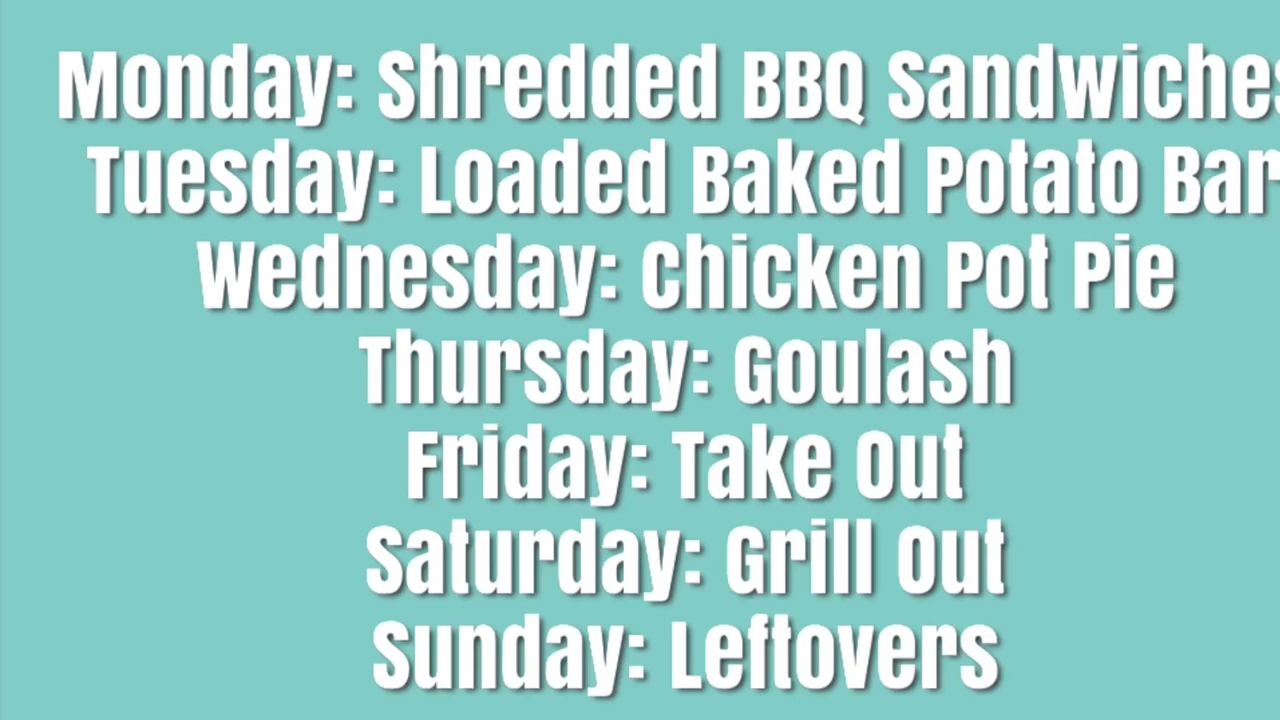 Monday: Shredded BBQ Sandwiches
Tuesday: Loaded Baked Potato Bar
Wednesday: Chicken Pot Pie
Thursday: Goulash
Friday: Take Out
Saturday: Grill Out
Sunday: Leftovers